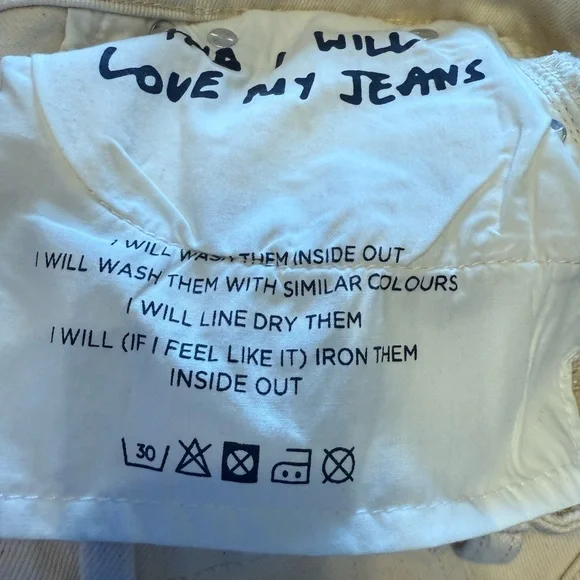 I WILL
LOVE MY JEANS
I WILL WASH THEM INSIDE OUT
I WILL WASH THEM WITH SIMILAR COLOURS
I WILL LINE DRY THEM
I WILL (IF I FEEL LIKE IT) IRON THEM
INSIDE OUT
30